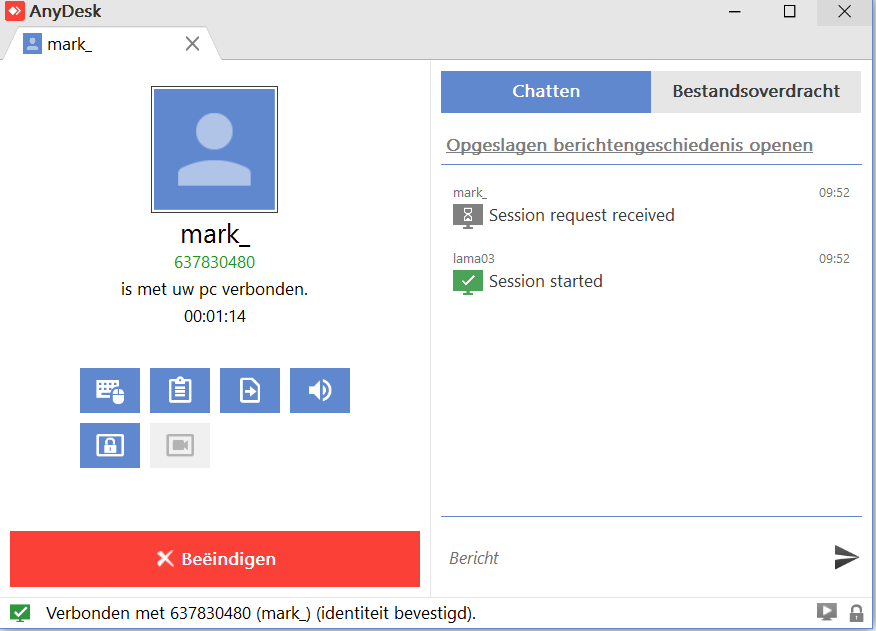 AnyDesk
mark_
mark_
637830480
is met uw pc verbonden.
00:01:14
Beëindigen
Chatten
Bestandsoverdracht
Opgeslagen berichtengeschiedenis openen
mark_ 09:52
Session request received
lama03 09:52
Session started
Bericht
Verbonden met 637830480 (mark_) (identiteit bevestigd).